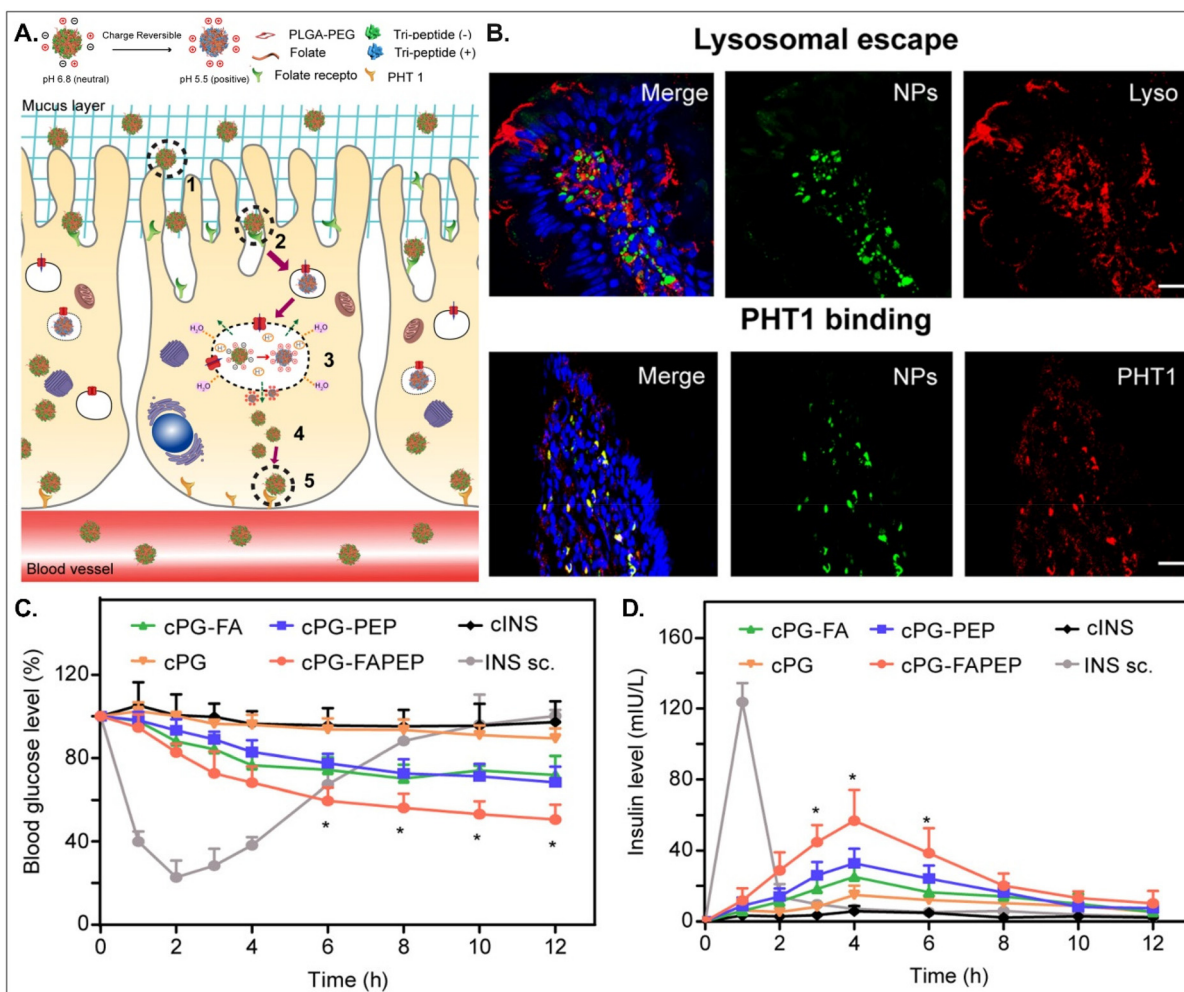 A.
Charge Reversible
pH 6.8 (neutral)
pH 5.5 (positive)
PLGA-PEG
Folate
Folate recepto
Tri-peptide (-)
Tri-peptide (+)
PHT 1
Mucus layer
1
2
H₂O
H₂O
H⁺
H⁺
H⁺
3
H₂O
H₂O
4
5
Blood vessel
B.
Lysosomal escape
Merge
NPs
Lyso
PHT1 binding
Merge
NPs
PHT1
C.
cPG-FA
cPG-PEP
cINS
cPG
cPG-FAPEP
INS sc.
Blood glucose level (%)
120
80
40
0
* * * *
0 2 4 6 8 10 12
Time (h)
D.
cPG-FA
cPG-PEP
cINS
cPG
cPG-FAPEP
INS sc.
Insulin level (mIU/L)
160
120
80
40
0
* * *
0 2 4 6 8 10 12
Time (h)